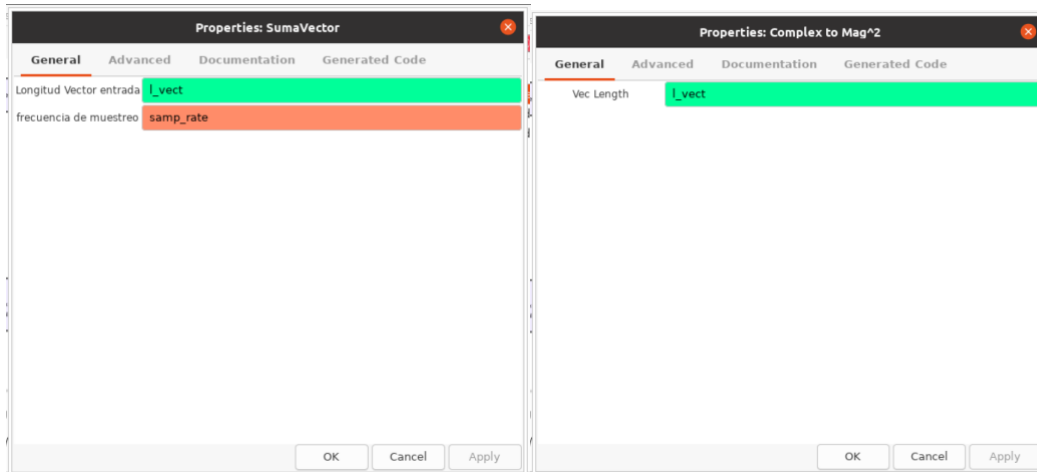 Properties: SumaVector
General Advanced Documentation Generated Code
Longitud Vector entrada l_vect
frecuencia de muestreo samp_rate
OK Cancel Apply
Properties: Complex to Mag^2
General Advanced Documentation Generated Code
Vec Length l_vect
OK Cancel Apply